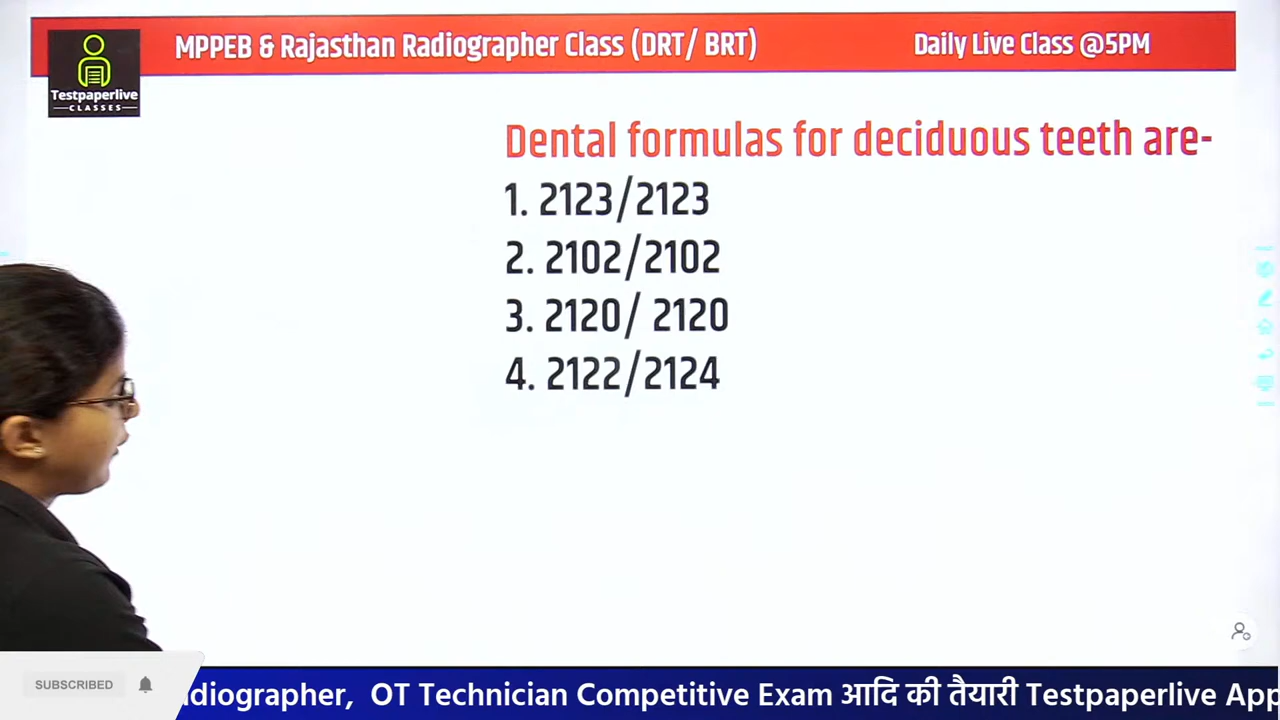 MPPEB & Rajasthan Radiographer Class (DRT/ BRT)
Daily Live Class @5PM
Testpaperlive
CLASSES
Dental formulas for deciduous teeth are-
1. 2123/2123
2. 2102/2102
3. 2120/ 2120
4. 2122/2124
SUBSCRIBED
adiographer, OT Technician Competitive Exam आदि की तैयारी Testpaperlive App